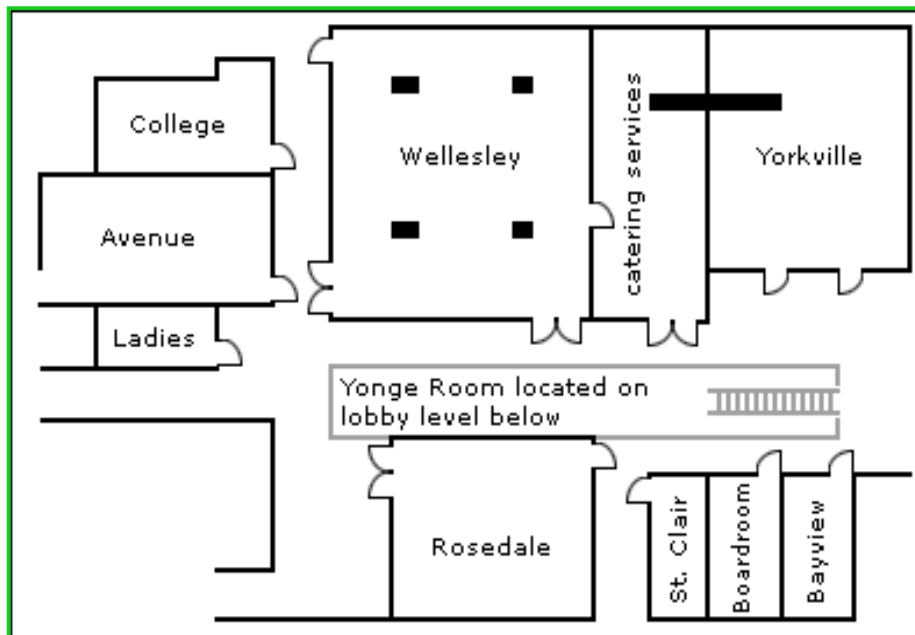 College
Wellesley
catering services
Yorkville
Avenue
Ladies
Yonge Room located on
lobby level below
Rosedale
St. Clair
Boardroom
Bayview